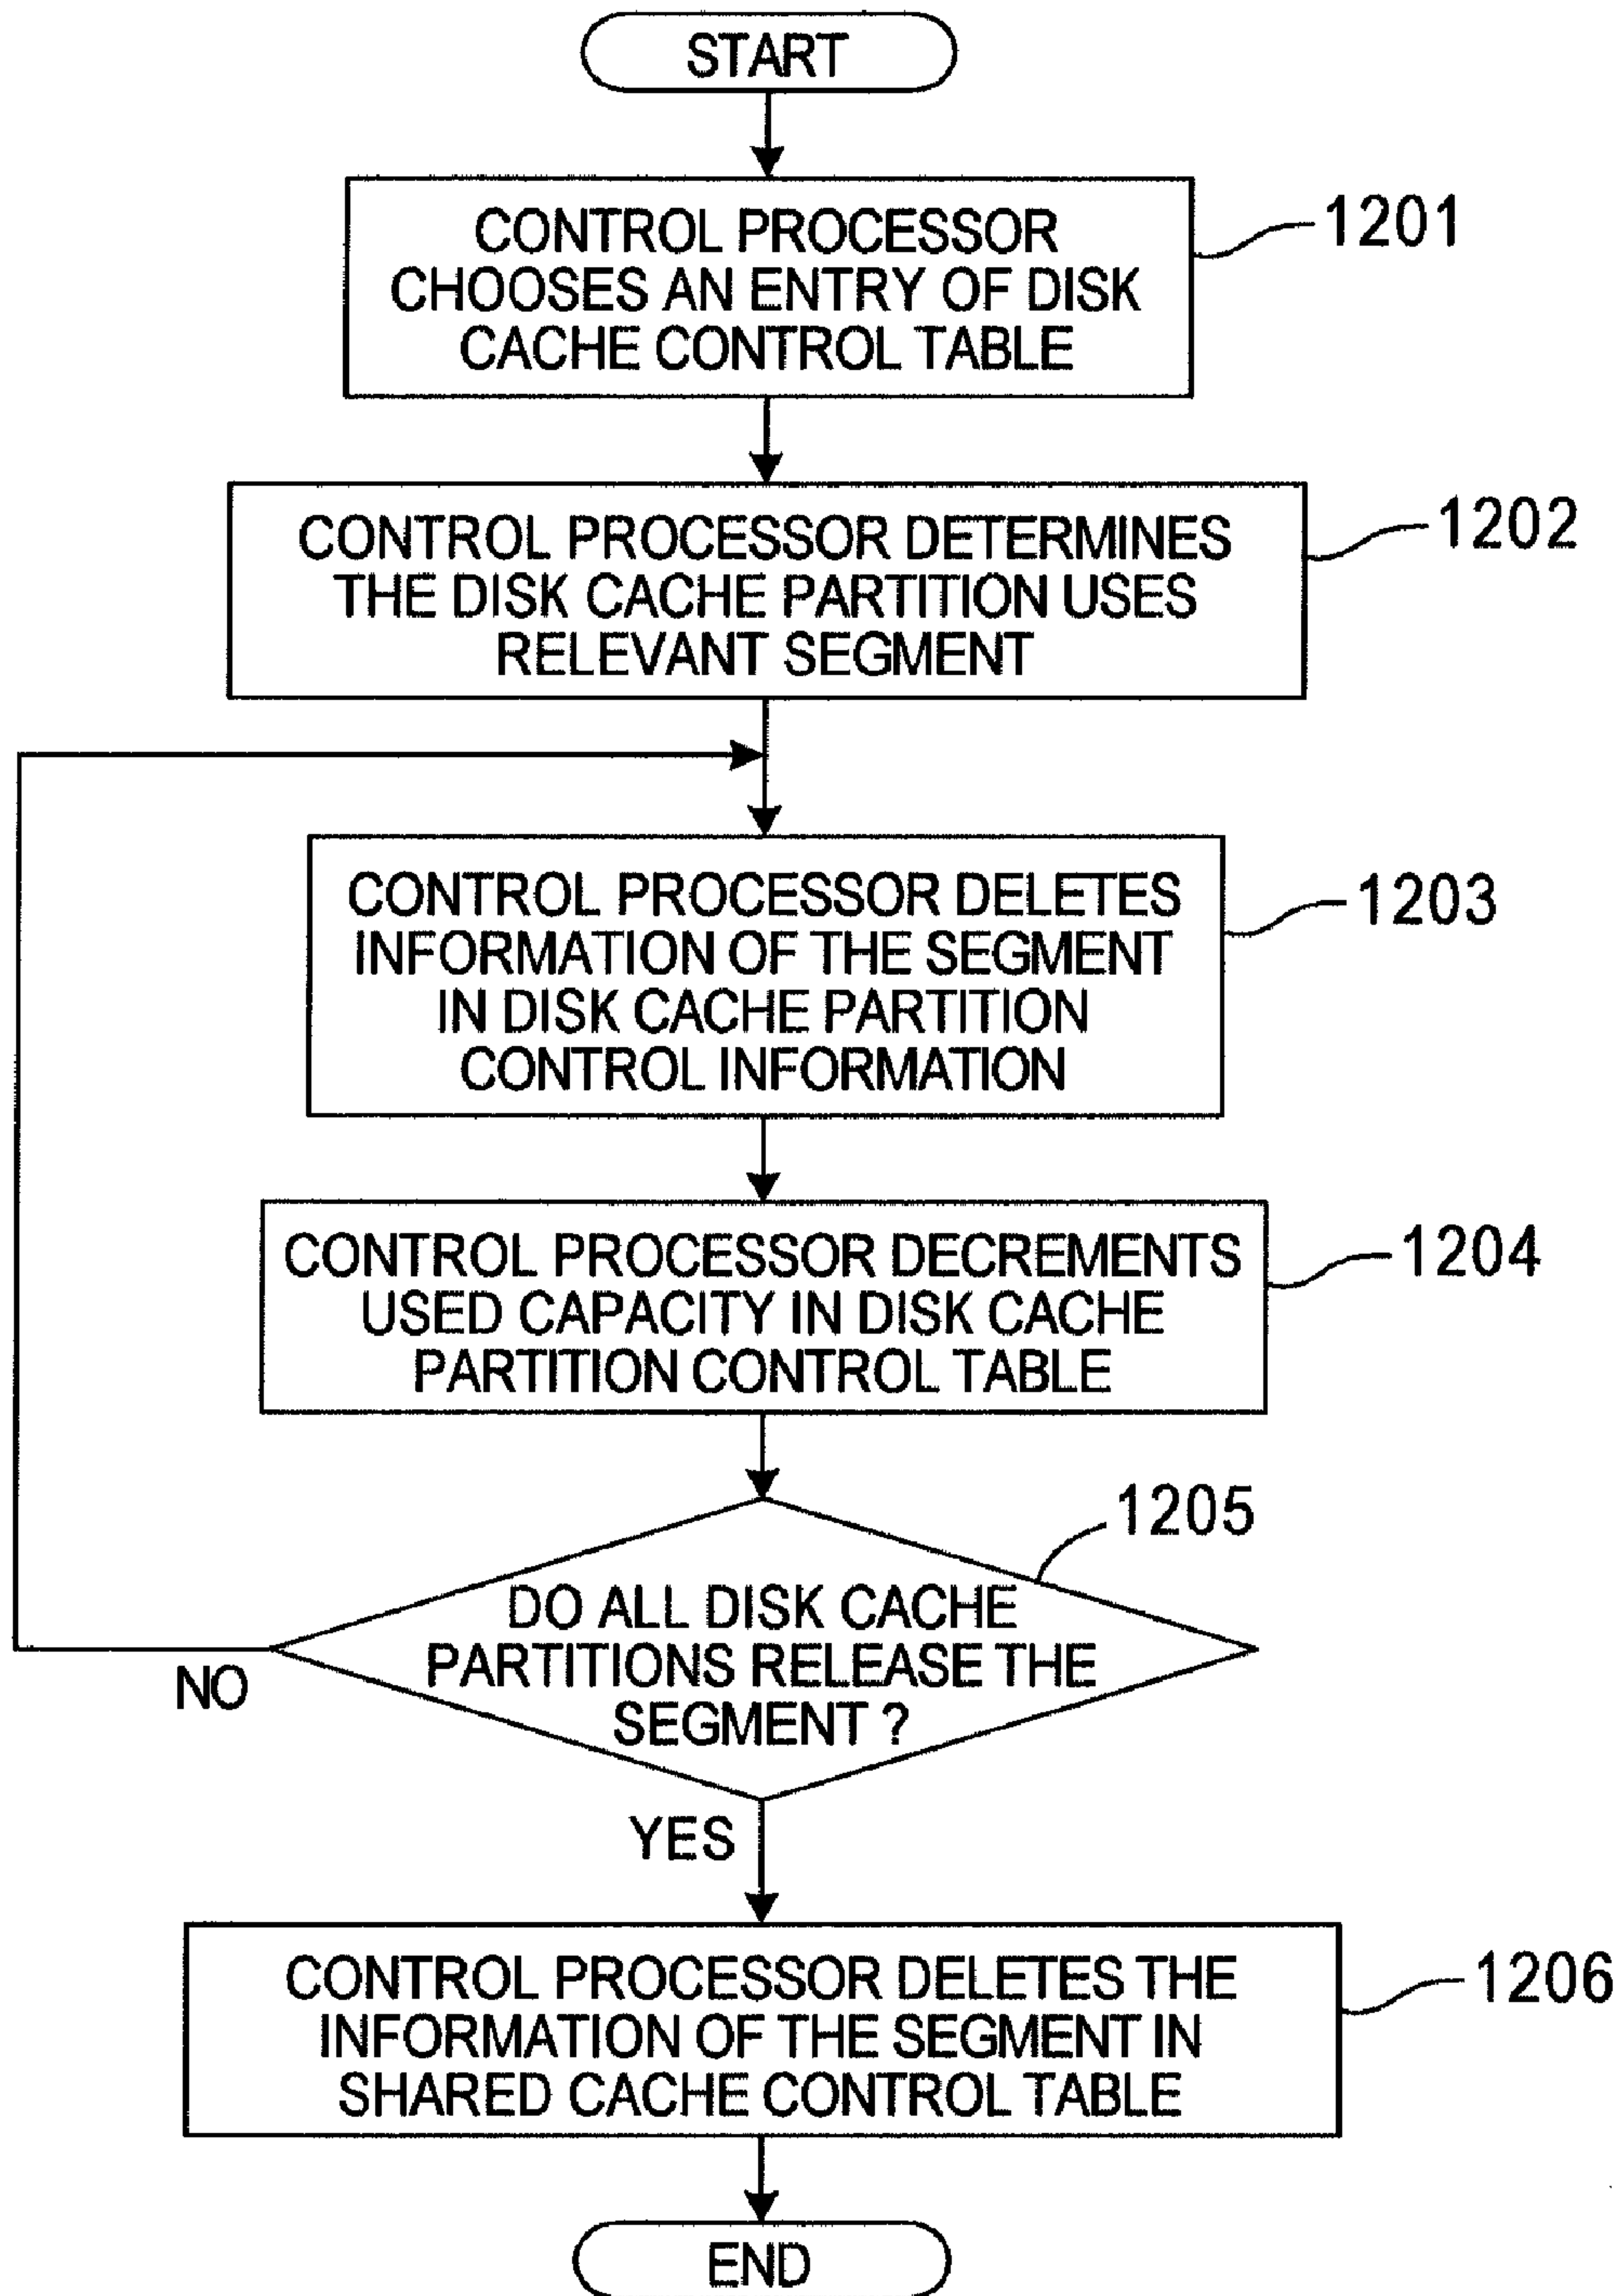 START
CONTROL PROCESSOR
CHOOSES AN ENTRY OF DISK
CACHE CONTROL TABLE
1201
CONTROL PROCESSOR DETERMINES
THE DISK CACHE PARTITION USES
RELEVANT SEGMENT
1202
CONTROL PROCESSOR DELETES
INFORMATION OF THE SEGMENT
IN DISK CACHE PARTITION
CONTROL INFORMATION
1203
CONTROL PROCESSOR DECREMENTS
USED CAPACITY IN DISK CACHE
PARTITION CONTROL TABLE
1204
1205
DO ALL DISK CACHE
PARTITIONS RELEASE THE
SEGMENT ?
NO
YES
CONTROL PROCESSOR DELETES THE
INFORMATION OF THE SEGMENT IN
SHARED CACHE CONTROL TABLE
1206
END